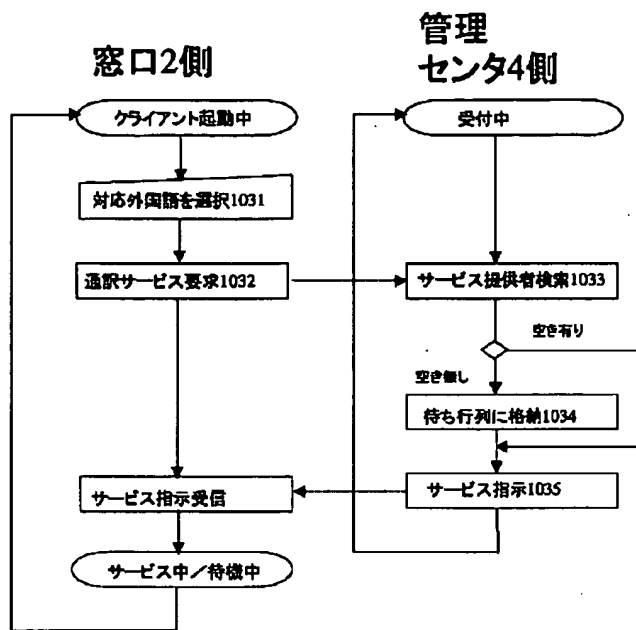 窓口2側
管理
センタ4側
クライアント起動中
受付中
対応外国語を選択1031
通訳サービス要求1032
サービス提供者検索1033
空き有り
空き無し
待ち行列に格納1034
サービス指示受信
サービス指示1035
サービス中／待機中